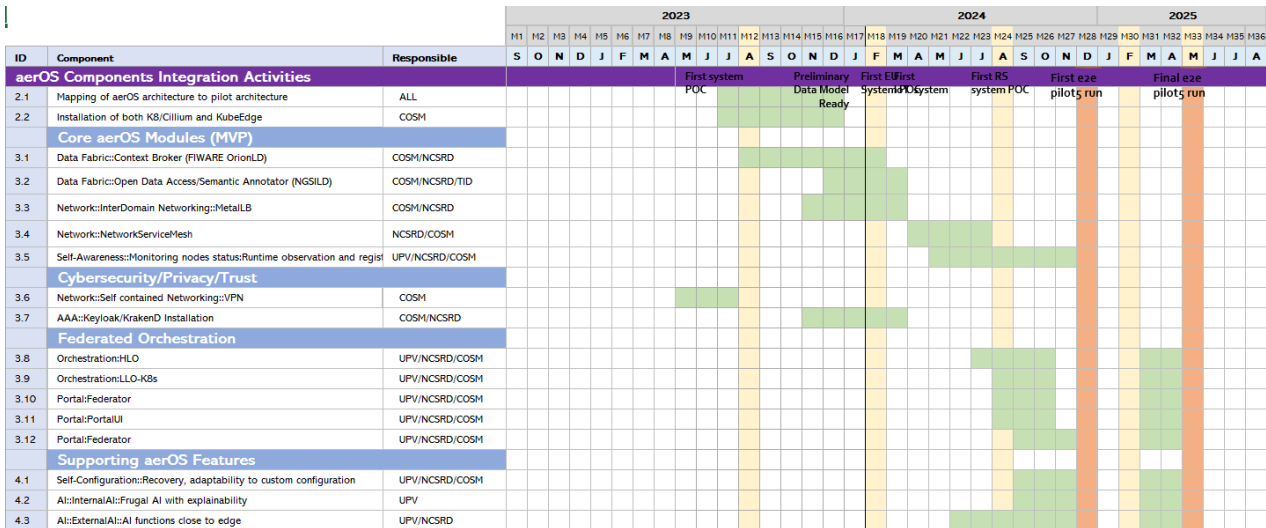 2023 2024 2025
M1 M2 M3 M4 M5 M6 M7 M8 M9 M10 M11 M12 M13 M14 M15 M16 M17 M18 M19 M20 M21 M22 M23 M24 M25 M26 M27 M28 M29 M30 M31 M32 M33 M34 M35 M36
ID Component Responsible S O N D J F M A M J J A S O N D J F M A M J J A S O N D J F M A M J J A
aerOS Components Integration Activities First system POC Preliminary Data Model Ready First EU System POC First system First RS system POC First e2e pilot5 run Final e2e pilot5 run
2.1 Mapping of aerOS architecture to pilot architecture ALL
2.2 Installation of both K8/Cillium and KubeEdge COSM
Core aerOS Modules (MVP)
3.1 Data Fabric::Context Broker (FIWARE OrionLD) COSM/NCSRD
3.2 Data Fabric::Open Data Access/Semantic Annotator (NGSILD) COSM/NCSRD/TID
3.3 Network::InterDomain Networking::MetalLB COSM/NCSRD
3.4 Network::NetworkServiceMesh NCSRD/COSM
3.5 Self-Awareness::Monitoring nodes status:Runtime observation and regist UPV/NCSRD/COSM
Cybersecurity/Privacy/Trust
3.6 Network::Self contained Networking::VPN COSM
3.7 AAA::Keyloak/KrakenD Installation COSM/NCSRD
Federated Orchestration
3.8 Orchestration:HLO UPV/NCSRD/COSM
3.9 Orchestration:LLO-K8s UPV/NCSRD/COSM
3.10 Portal:Federator UPV/NCSRD/COSM
3.11 Portal:PortalUI UPV/NCSRD/COSM
3.12 Portal:Federator UPV/NCSRD/COSM
Supporting aerOS Features
4.1 Self-Configuration::Recovery, adaptability to custom configuration UPV/NCSRD/COSM
4.2 AI::InternalAI::Frugal AI with explainability UPV
4.3 AI::ExternalAI::AI functions close to edge UPV/NCSRD